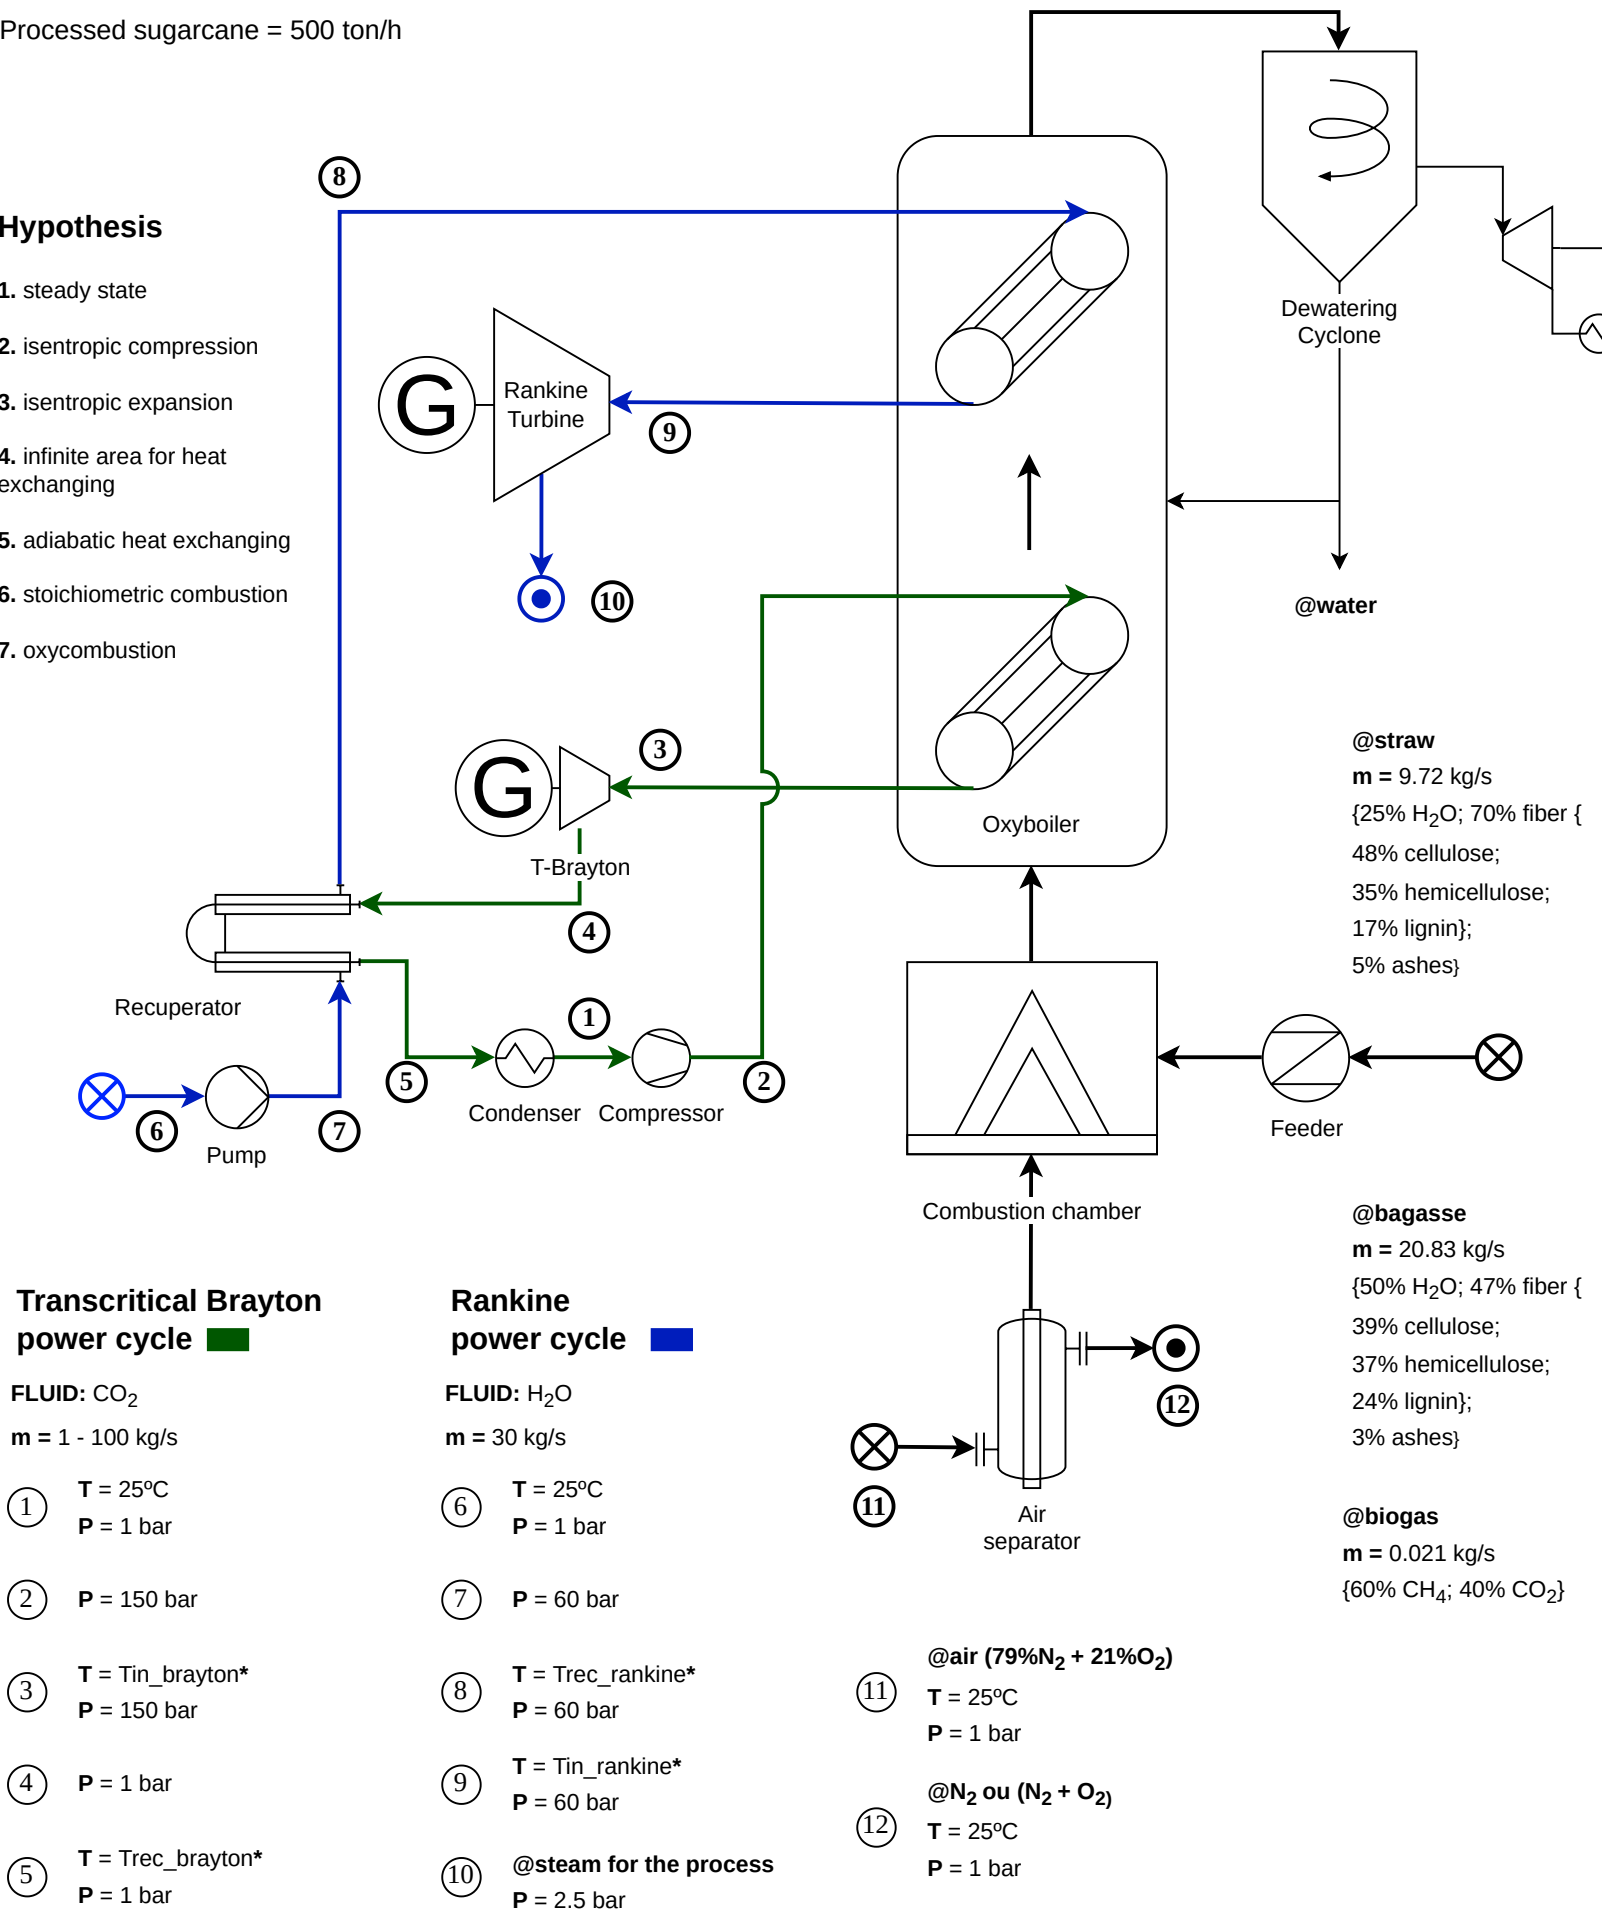 Processed sugarcane = 500 ton/h
8
Hypothesis
1. steady state
2. isentropic compression
3. isentropic expansion
4. infinite area for heat
exchanging
5. adiabatic heat exchanging
6. stoichiometric combustion
7. oxycombustion
G
Rankine
Turbine
9
10
Dewatering
Cyclone
@water
G
3
T-Brayton
4
Oxyboiler
Recuperator
1
5
2
Condenser
Compressor
6
7
Pump
Feeder
Combustion chamber
@straw
m = 9.72 kg/s
{25% H2O; 70% fiber {
48% cellulose;
35% hemicellulose;
17% lignin};
5% ashes}
@bagasse
m = 20.83 kg/s
{50% H2O; 47% fiber {
39% cellulose;
37% hemicellulose;
24% lignin};
3% ashes}
@biogas
m = 0.021 kg/s
{60% CH4; 40% CO2}
12
11
Air
separator
Transcritical Brayton
power cycle
FLUID: CO2
m = 1 - 100 kg/s
1
T = 25ºC
P = 1 bar
2
P = 150 bar
3
T = Tin_brayton*
P = 150 bar
4
P = 1 bar
5
T = Trec_brayton*
P = 1 bar
Rankine
power cycle
FLUID: H2O
m = 30 kg/s
6
T = 25ºC
P = 1 bar
7
P = 60 bar
8
T = Trec_rankine*
P = 60 bar
9
T = Tin_rankine*
P = 60 bar
10
@steam for the process
P = 2.5 bar
11
@air (79%N2 + 21%O2)
T = 25ºC
P = 1 bar
12
@N2 ou (N2 + O2)
T = 25ºC
P = 1 bar